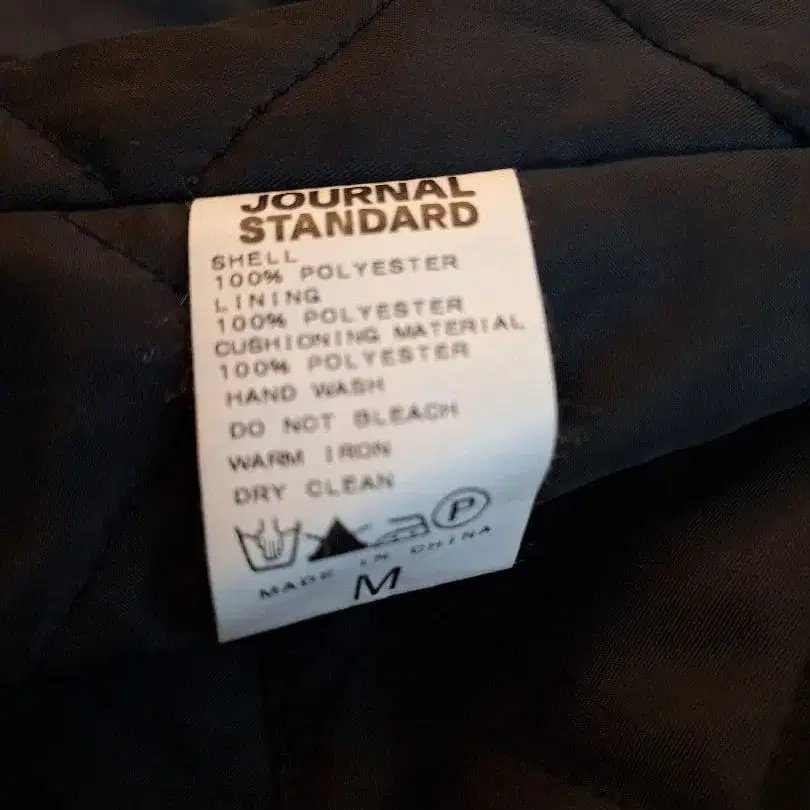 JOURNAL
STANDARD
SHELL
100% POLYESTER
LINING
100% POLYESTER
CUSHIONING MATERIAL
100% POLYESTER
HAND WASH
DO NOT BLEACH
WARM IRON
DRY CLEAN
P
MADE IN CHINA
M